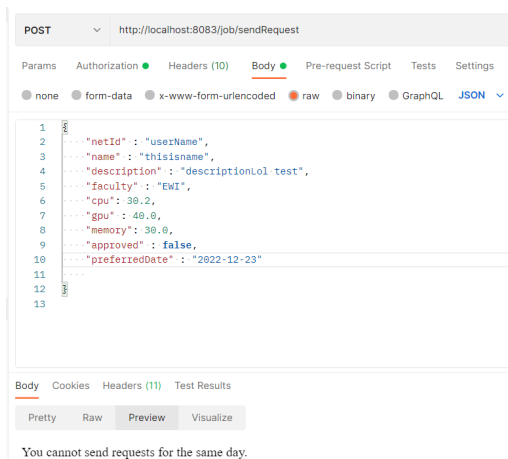 POST http://localhost:8083/job/sendRequest
Params Authorization Headers (10) Body Pre-request Script Tests Settings
none form-data x-www-form-urlencoded raw binary GraphQL JSON
1 {
2 "netId" : "userName",
3 "name" : "thisisname",
4 "description" : "descriptionLol test",
5 "faculty" : "EWI",
6 "cpu": 30.2,
7 "gpu" : 40.0,
8 "memory": 30.0,
9 "approved" : false,
10 "preferredDate" : "2022-12-23"
11
12 }
13
Body Cookies Headers (11) Test Results
Pretty Raw Preview Visualize
You cannot send requests for the same day.